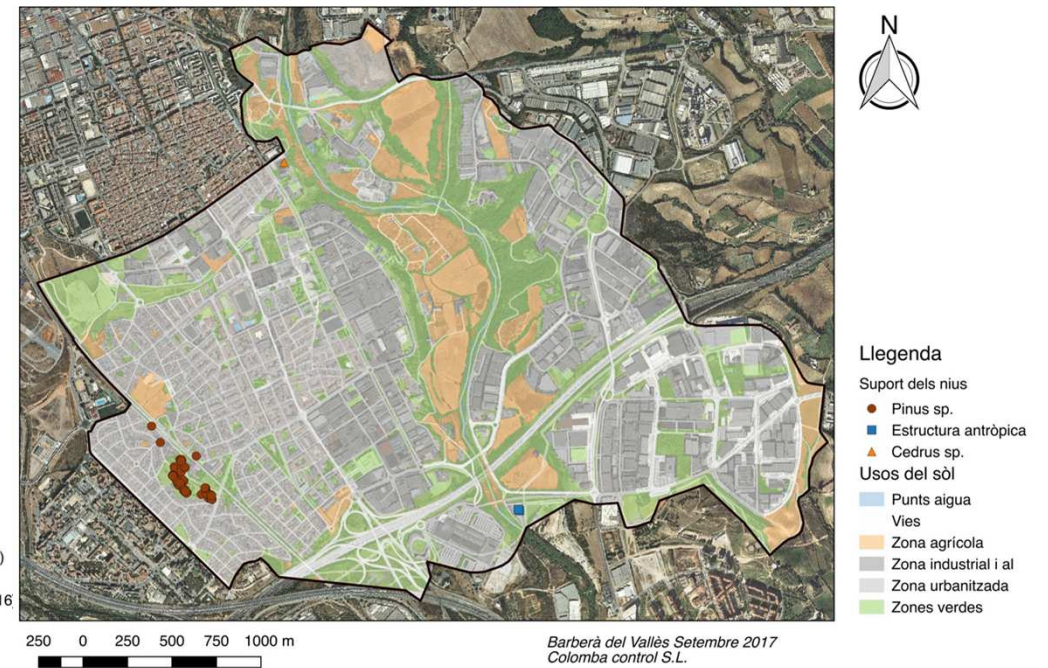 N
Llegenda
Suport dels nius
Pinus sp.
Estructura antròpica
Cedrus sp.
Usos del sòl
Punts aigua
Vies
Zona agrícola
Zona industrial i al
Zona urbanitzada
Zones verdes
)
16
250 0 250 500 750 1000 m
Barberà del Vallès Setembre 2017
Colomba control S.L.